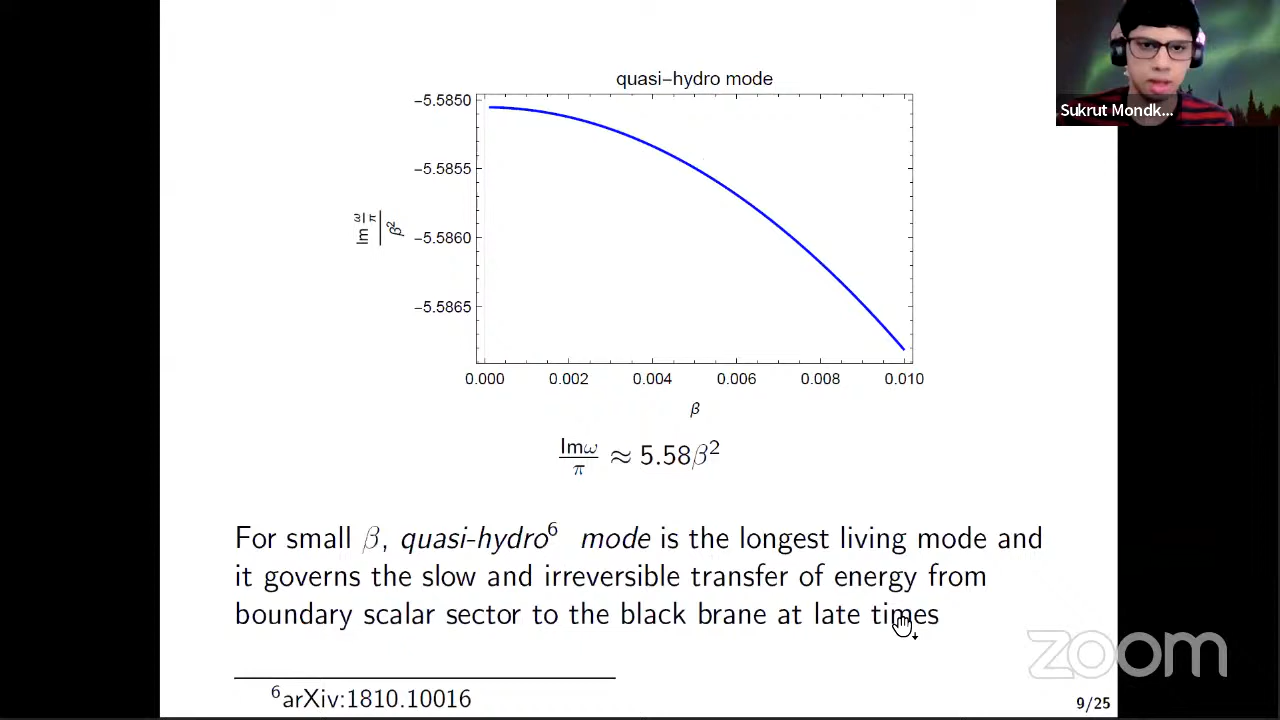 quasi-hydro mode
Im ω/π / β²
-5.5850
-5.5855
-5.5860
-5.5865
0.000 0.002 0.004 0.006 0.008 0.010
β
Imω/π ≈ 5.58β²
For small β, quasi-hydro⁶ mode is the longest living mode and
it governs the slow and irreversible transfer of energy from
boundary scalar sector to the black brane at late times
⁶arXiv:1810.10016
9/25
Sukrut Mondk...
zoom